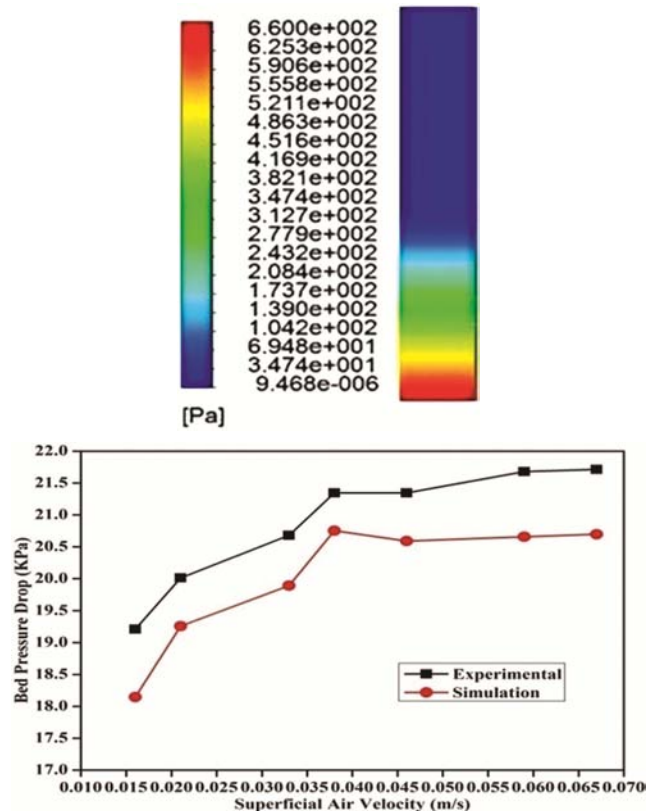 6.600e+002
6.253e+002
5.906e+002
5.558e+002
5.211e+002
4.863e+002
4.516e+002
4.169e+002
3.821e+002
3.474e+002
3.127e+002
2.779e+002
2.432e+002
2.084e+002
1.737e+002
1.390e+002
1.042e+002
6.948e+001
3.474e+001
9.468e-006
[Pa]
22.0
21.5
21.0
20.5
20.0
19.5
19.0
18.5
18.0
17.5
17.0
Bed Pressure Drop (KPa)
Experimental
Simulation
0.010 0.015 0.020 0.025 0.030 0.035 0.040 0.045 0.050 0.055 0.060 0.065 0.070
Superficial Air Velocity (m/s)